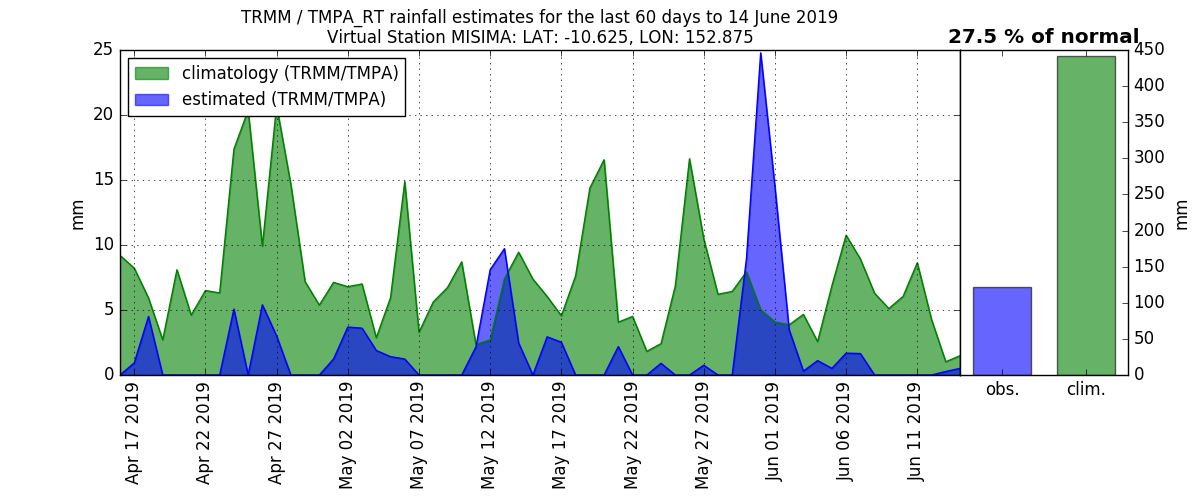 TRMM / TMPA_RT rainfall estimates for the last 60 days to 14 June 2019
Virtual Station MISIMA: LAT: -10.625, LON: 152.875
27.5 % of normal
climatology (TRMM/TMPA)
estimated (TRMM/TMPA)
mm
25
20
15
10
5
0
Apr 17 2019
Apr 22 2019
Apr 27 2019
May 02 2019
May 07 2019
May 12 2019
May 17 2019
May 22 2019
May 27 2019
Jun 01 2019
Jun 06 2019
Jun 11 2019
obs.
clim.
450
400
350
300
250
200
150
100
50
0
mm